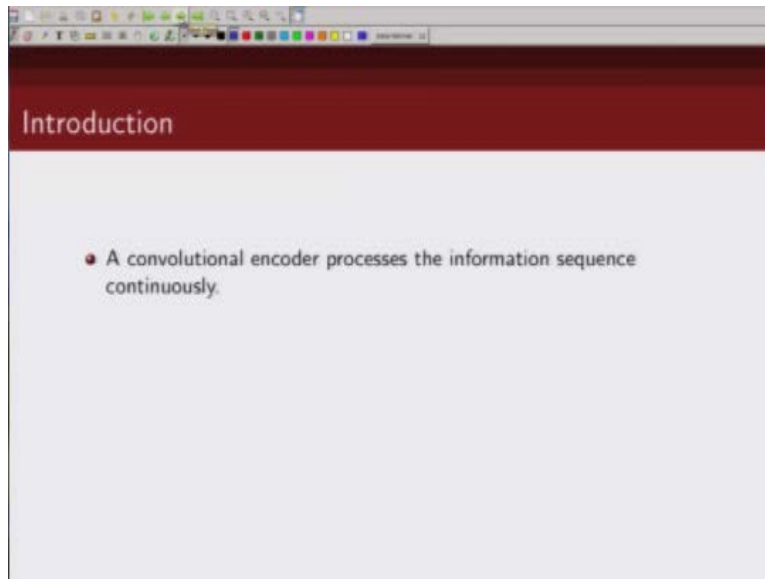 Introduction
A convolutional encoder processes the information sequence
continuously.